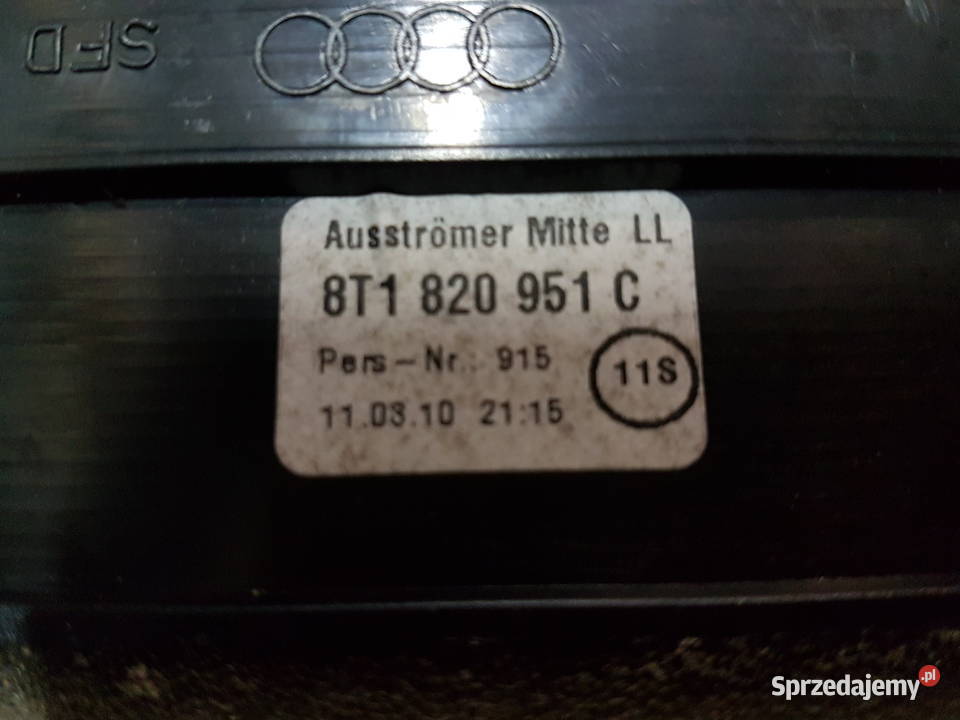 SFD
Ausströmer Mitte LL
8T1 820 951 C
Pers-Nr.: 915
11S
11.03.10 21:15
Sprzedajemy.pl